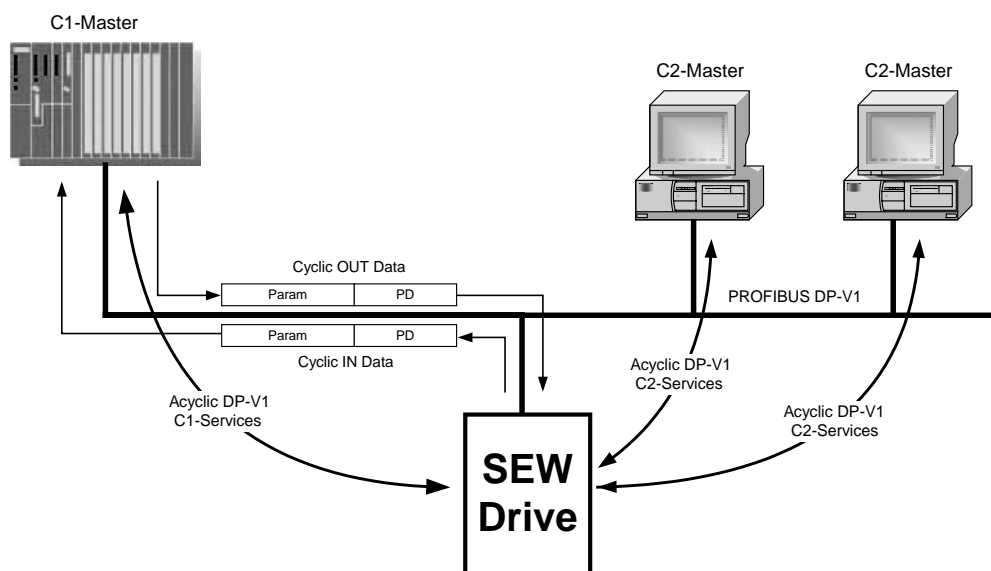 C1-Master
C2-Master
C2-Master
Cyclic OUT Data
Param
PD
PROFIBUS DP-V1
Param
PD
Cyclic IN Data
Acyclic DP-V1
C1-Services
Acyclic DP-V1
C2-Services
Acyclic DP-V1
C2-Services
SEW
Drive